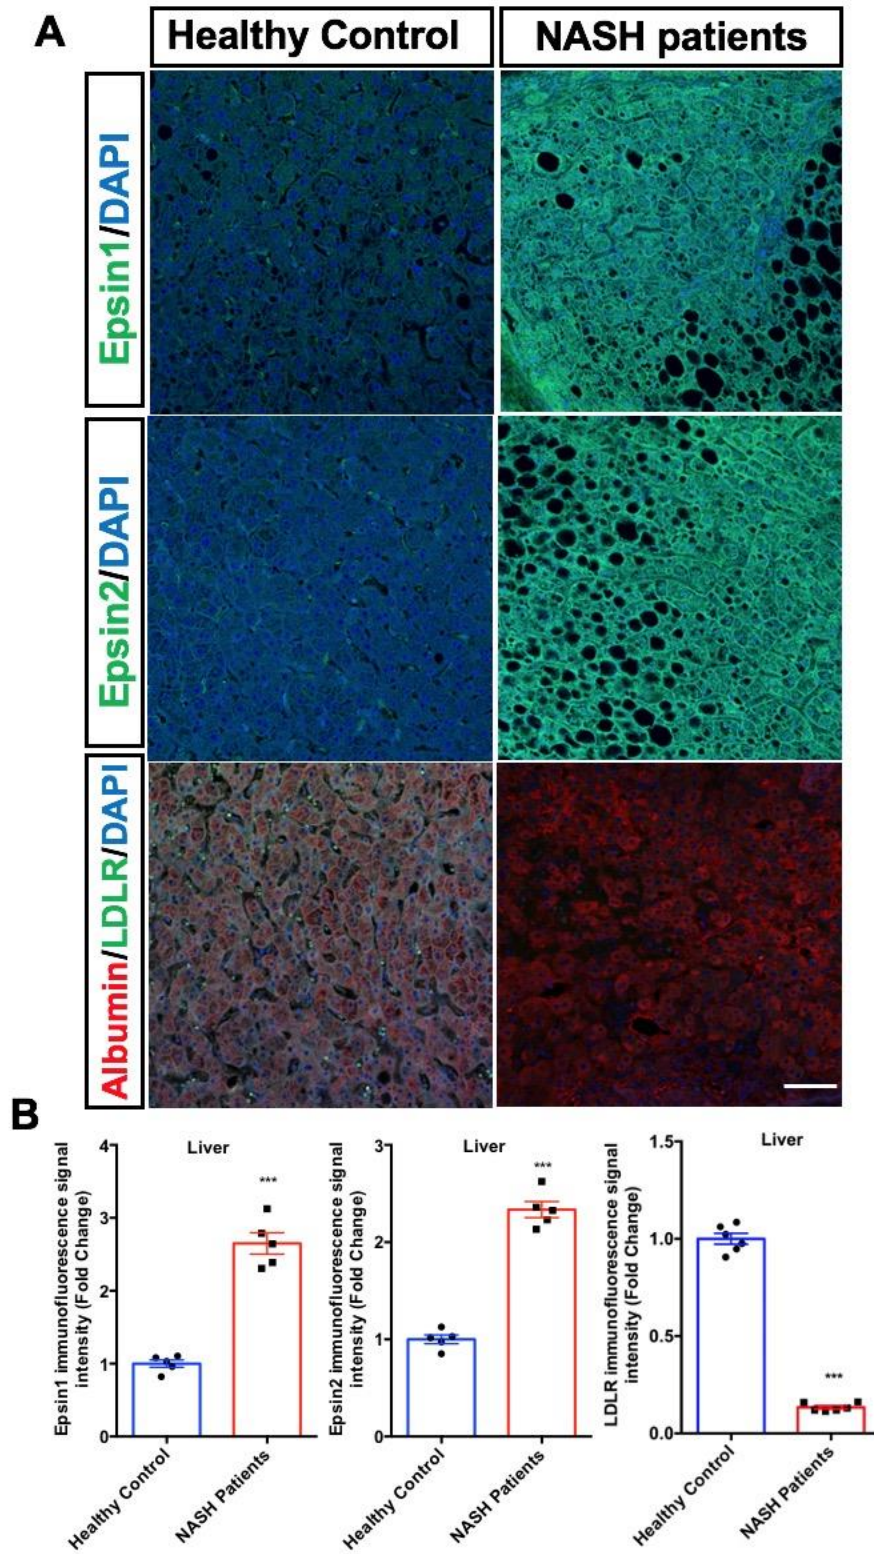 A
Healthy Control
NASH patients
Epsin1/DAPI
Epsin2/DAPI
Albumin/LDLR/DAPI
B
Epsin1 immunofluorescence signal
intensity (Fold Change)
Liver
4
3
2
1
0
***
Healthy Control
NASH Patients
Epsin2 immunofluorescence signal
intensity (Fold Change)
Liver
3
2
1
0
***
Healthy Control
NASH Patients
LDLR immunofluorescence signal
intensity (Fold Change)
Liver
1.5
1.0
0.5
0.0
***
Healthy Control
NASH Patients